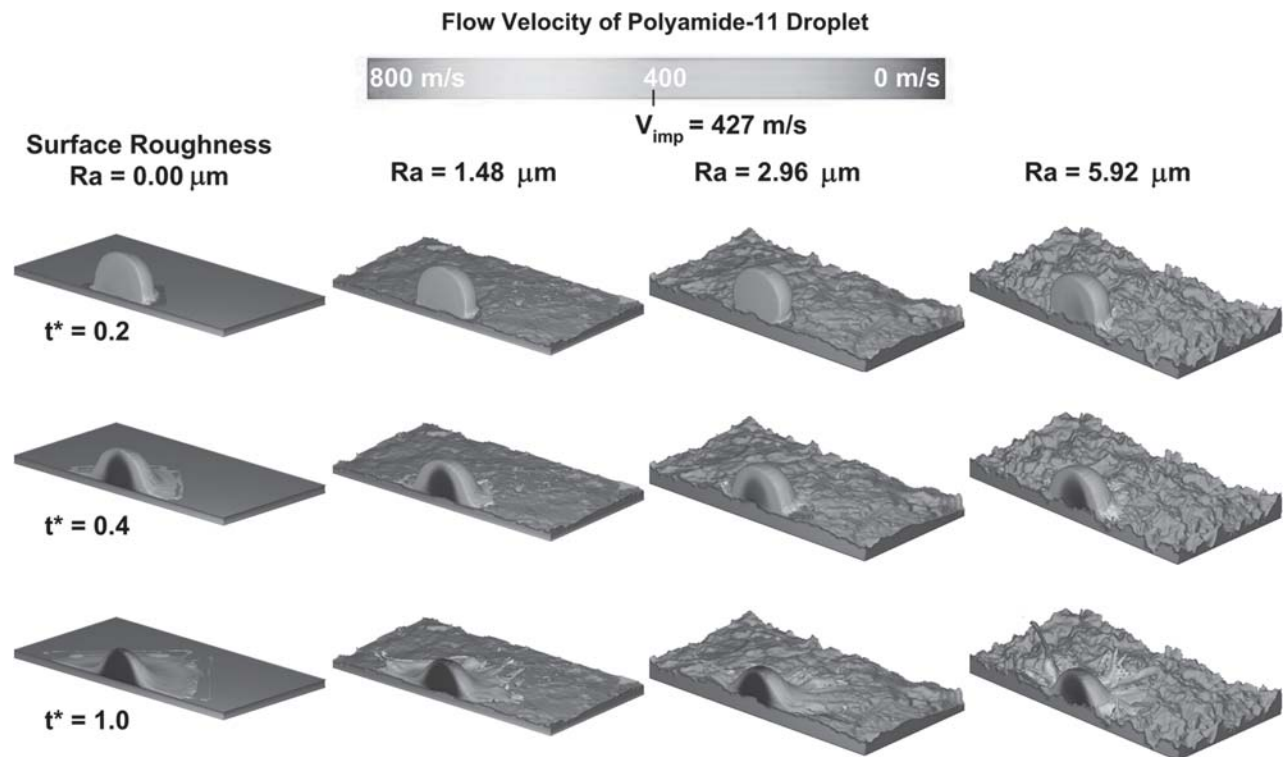 Flow Velocity of Polyamide-11 Droplet
800 m/s 400 0 m/s
V_imp = 427 m/s
Surface Roughness
Ra = 0.00 μm Ra = 1.48 μm Ra = 2.96 μm Ra = 5.92 μm
t* = 0.2
t* = 0.4
t* = 1.0